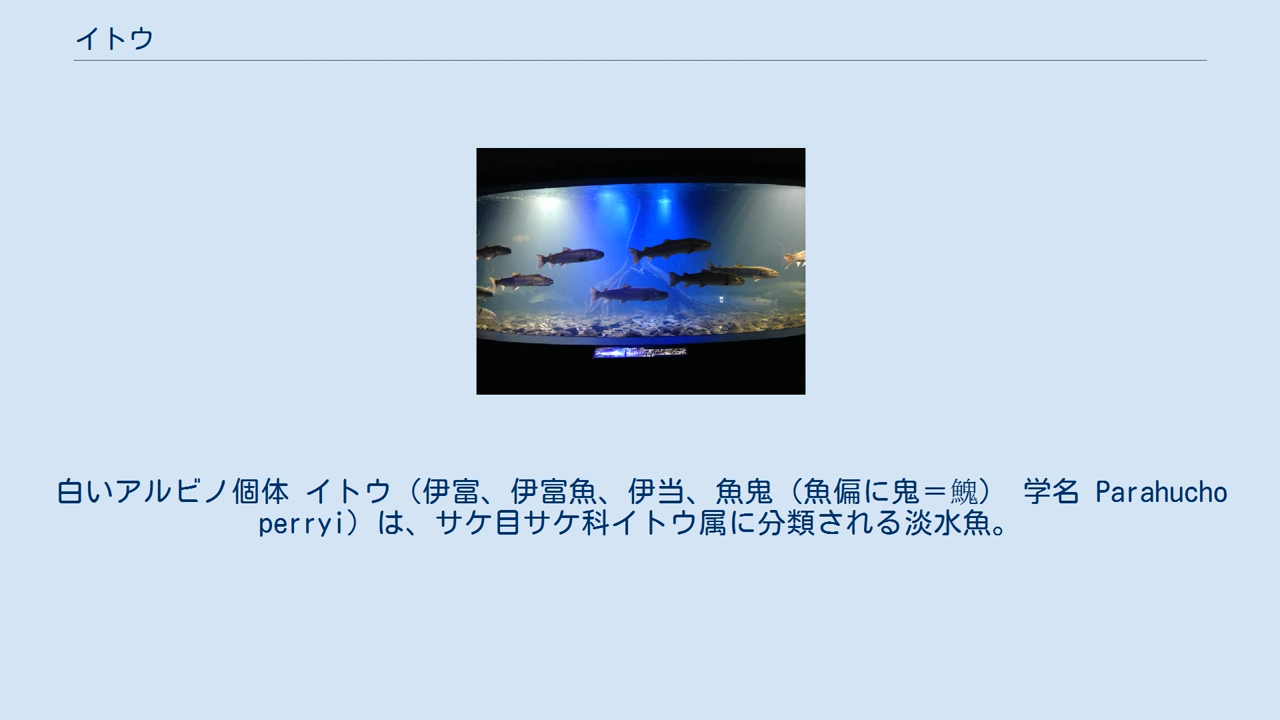 イトウ
白いアルビノ個体 イトウ（伊富、伊富魚、伊当、魚鬼（魚偏に鬼＝䰟） 学名 Parahucho
perryi）は、サケ目サケ科イトウ属に分類される淡水魚。